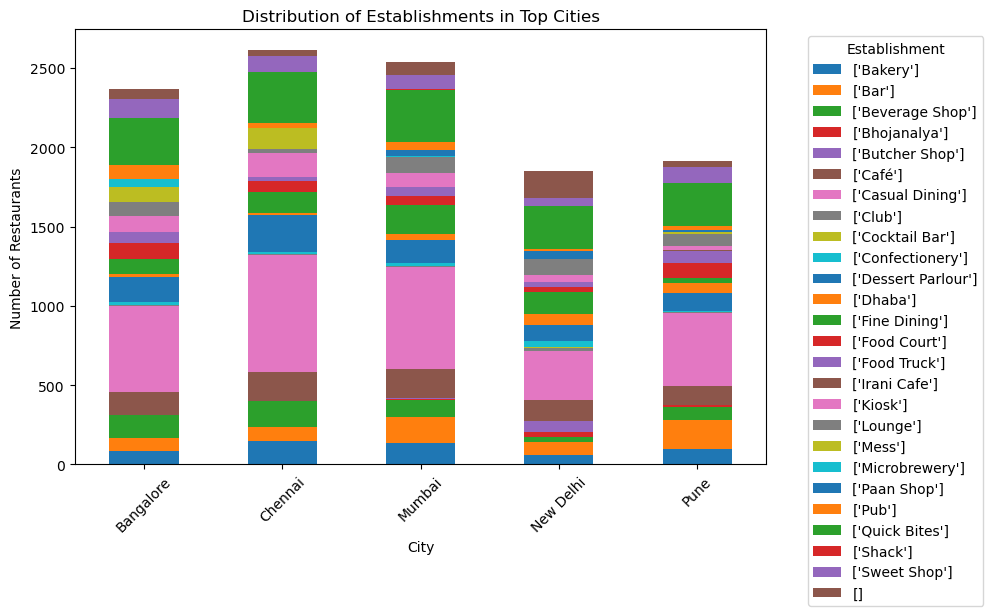 Distribution of Establishments in Top Cities
Number of Restaurants
2500
2000
1500
1000
500
0
Bangalore
Chennai
Mumbai
New Delhi
Pune
City
Establishment
['Bakery']
['Bar']
['Beverage Shop']
['Bhojanalya']
['Butcher Shop']
['Café']
['Casual Dining']
['Club']
['Cocktail Bar']
['Confectionery']
['Dessert Parlour']
['Dhaba']
['Fine Dining']
['Food Court']
['Food Truck']
['Irani Cafe']
['Kiosk']
['Lounge']
['Mess']
['Microbrewery']
['Paan Shop']
['Pub']
['Quick Bites']
['Shack']
['Sweet Shop']
[]